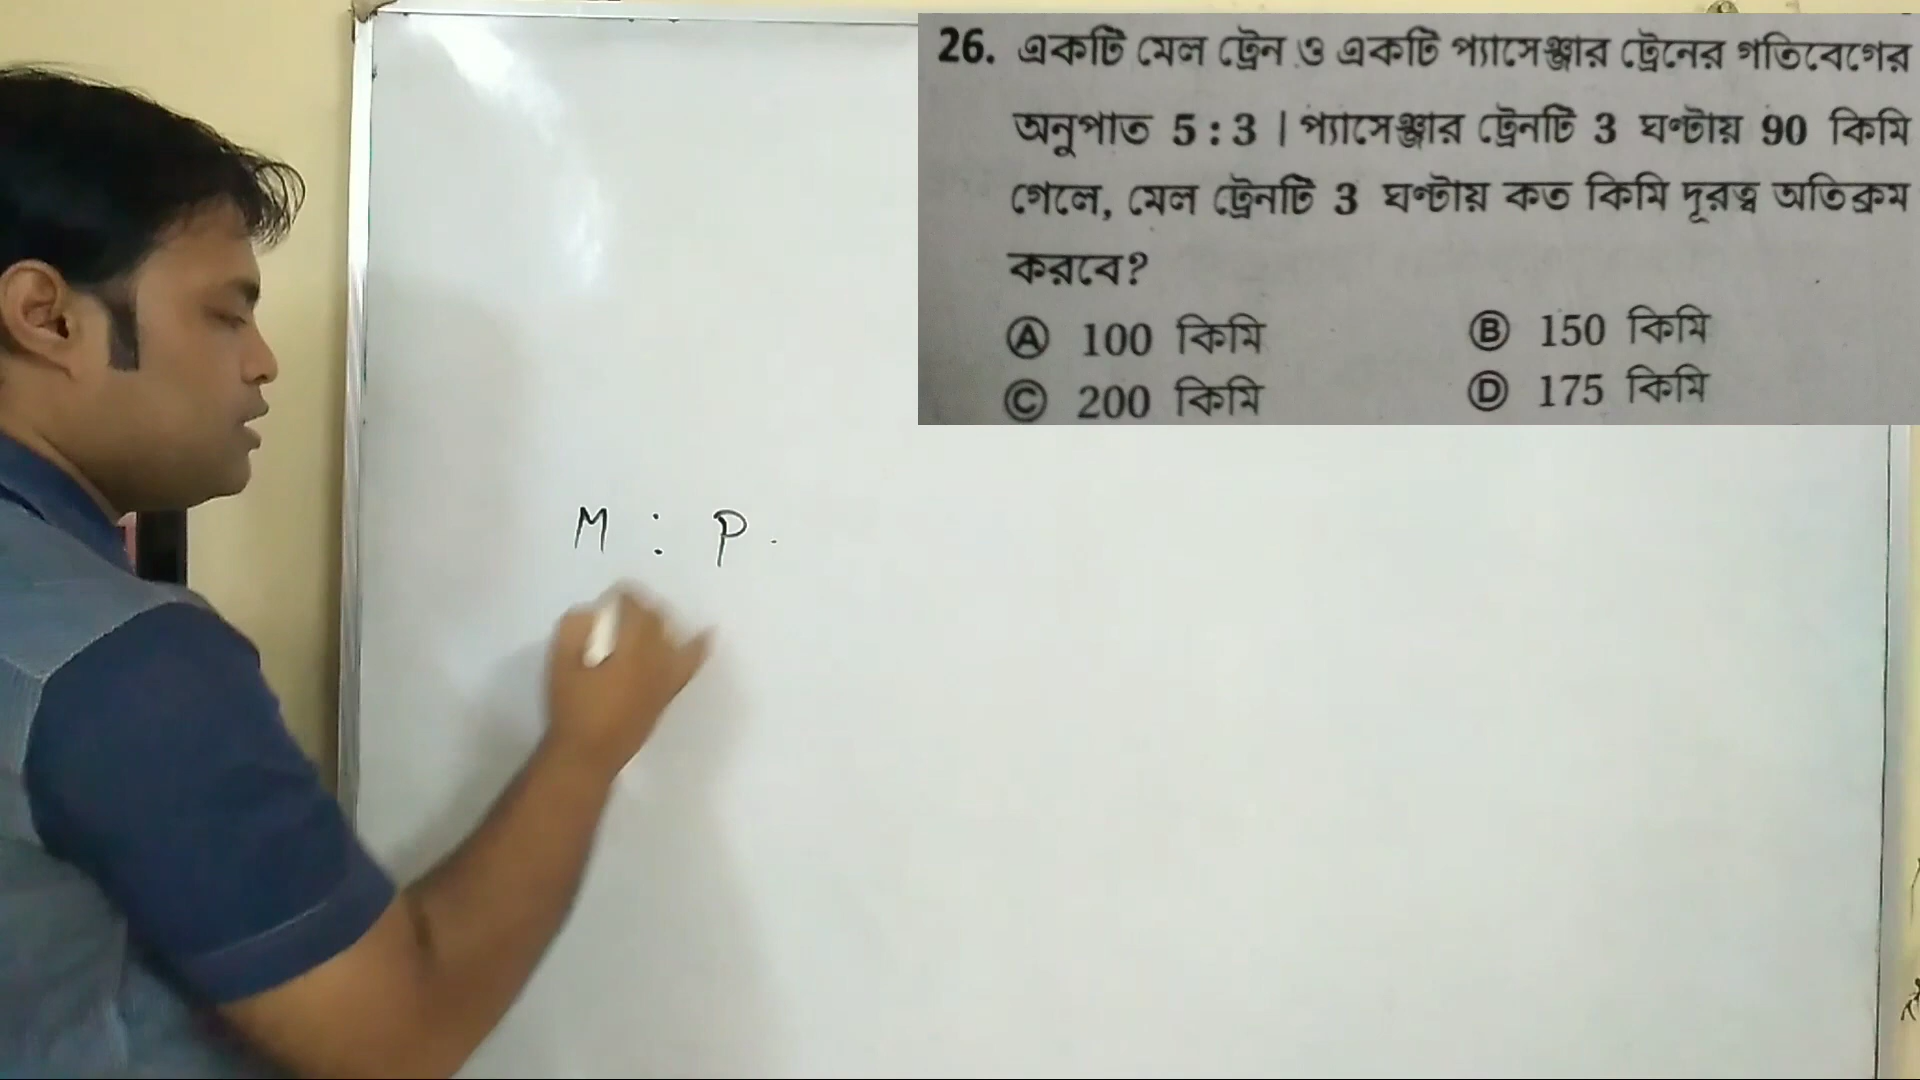 26. একটি মেল ট্রেন ও একটি প্যাসেঞ্জার ট্রেনের গতিবেগের
অনুপাত 5 : 3 | প্যাসেঞ্জার ট্রেনটি 3 ঘণ্টায় 90 কিমি
গেলে, মেল ট্রেনটি 3 ঘণ্টায় কত কিমি দূরত্ব অতিক্রম
করবে?
Ⓐ 100 কিমি Ⓑ 150 কিমি
Ⓒ 200 কিমি Ⓓ 175 কিমি
M : P